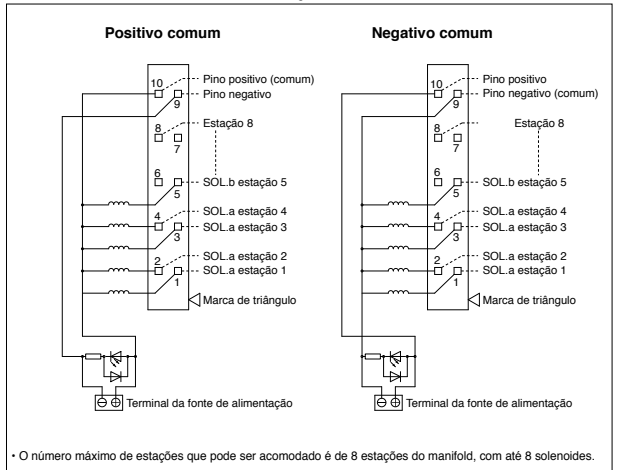 Positivo comum
10
9
Pino positivo (comum)
Pino negativo
8
7
Estação 8
6
5
SOL.b estação 5
4
3
SOL.a estação 4
SOL.a estação 3
2
1
SOL.a estação 2
SOL.a estação 1
Marca de triângulo
⊖ ⊕ Terminal da fonte de alimentação
Negativo comum
10
9
Pino positivo
Pino negativo (comum)
8
7
Estação 8
6
5
SOL.b estação 5
4
3
SOL.a estação 4
SOL.a estação 3
2
1
SOL.a estação 2
SOL.a estação 1
Marca de triângulo
⊖ ⊕ Terminal da fonte de alimentação
• O número máximo de estações que pode ser acomodado é de 8 estações do manifold, com até 8 solenoides.